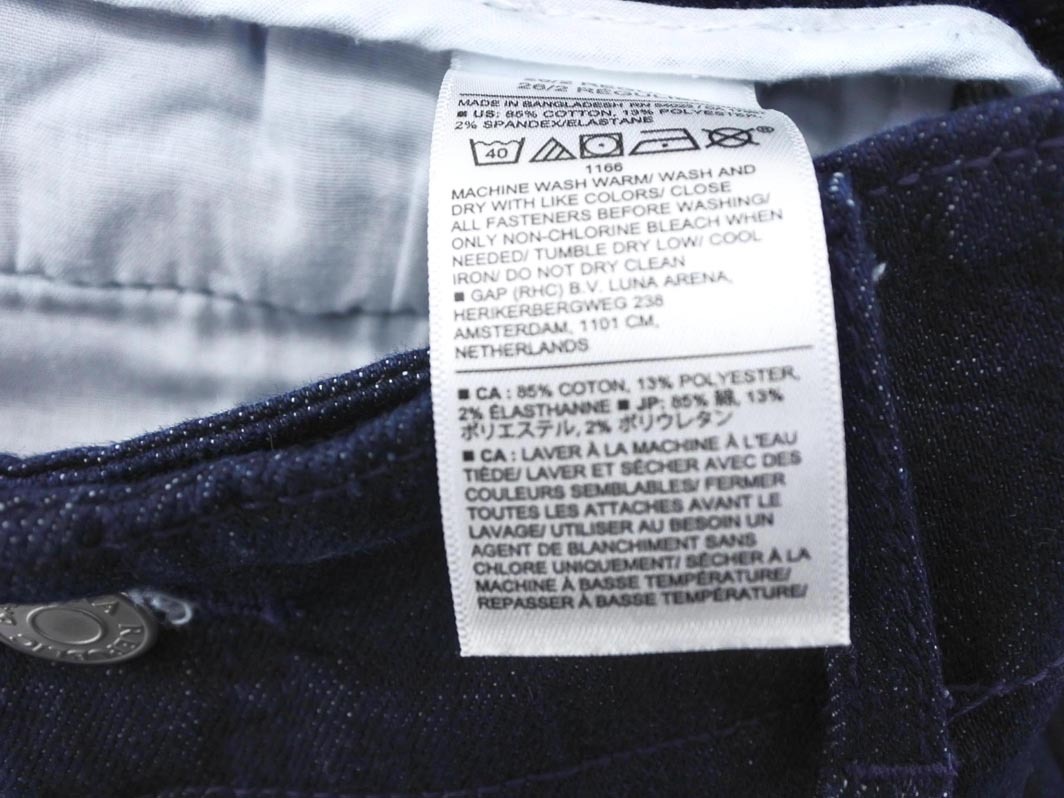 26/2 REGULI
MADE IN BANGLADESH RN 54023
■ US: 85% COTTON, 13% POLYESTER,
2% SPANDEX/ELASTANE
40
1166
MACHINE WASH WARM/ WASH AND
DRY WITH LIKE COLORS/ CLOSE
ALL FASTENERS BEFORE WASHING/
ONLY NON-CHLORINE BLEACH WHEN
NEEDED/ TUMBLE DRY LOW/ COOL
IRON/ DO NOT DRY CLEAN
■ GAP (RHC) B.V. LUNA ARENA,
HERIKERBERGWEG 238
AMSTERDAM, 1101 CM,
NETHERLANDS
■ CA : 85% COTON, 13% POLYESTER,
2% ÉLASTHANNE ■ JP: 85% 綿, 13%
ポリエステル, 2% ポリウレタン
■ CA : LAVER À LA MACHINE À L'EAU
TIÈDE/ LAVER ET SÉCHER AVEC DES
COULEURS SEMBLABLES/ FERMER
TOUTES LES ATTACHES AVANT LE
LAVAGE/ UTILISER AU BESOIN UN
AGENT DE BLANCHIMENT SANS
CHLORE UNIQUEMENT/ SÉCHER À LA
MACHINE À BASSE TEMPÉRATURE/
REPASSER À BASSE TEMPÉRATURE/